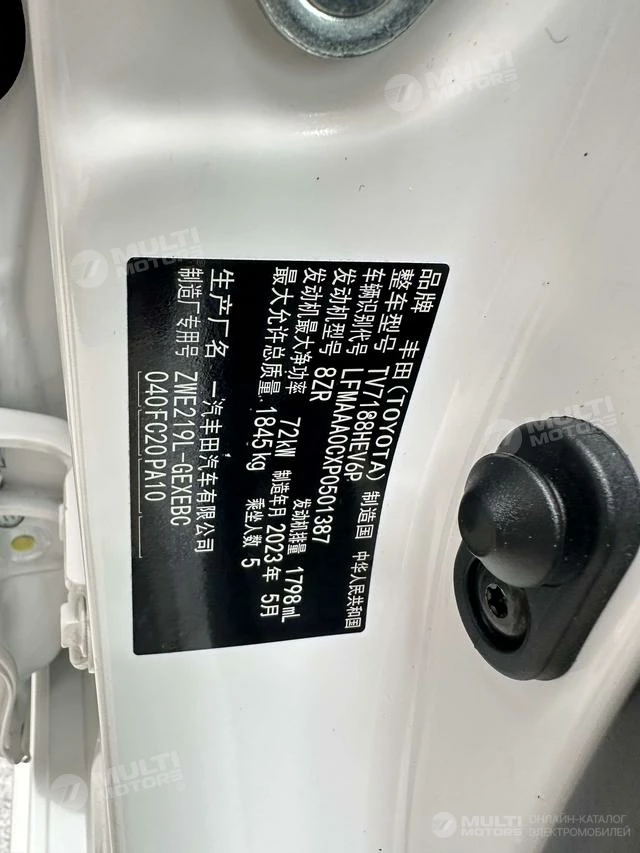 品牌 丰田(TOYOTA) 制造国 中华人民共和国
整车型号 TV7188HEV6P
车辆识别代号 LFMAAA0CXP0501387
发动机型号 8ZR 发动机排量 1798mL
发动机最大净功率 72kW 制造年月 2023年 5月
最大允许总质量 1845kg 乘坐人数 5
生产厂名 一汽丰田汽车有限公司
制造厂专用号 ZWE219L-GEXEBC
040FC20PA10
MULTI MOTORS
MULTI MOTORS
MULTI MOTORS
MULTI MOTORS
MULTI MOTORS ОНЛАЙН-КАТАЛОГ ЭЛЕКТРОМОБИЛЕЙ